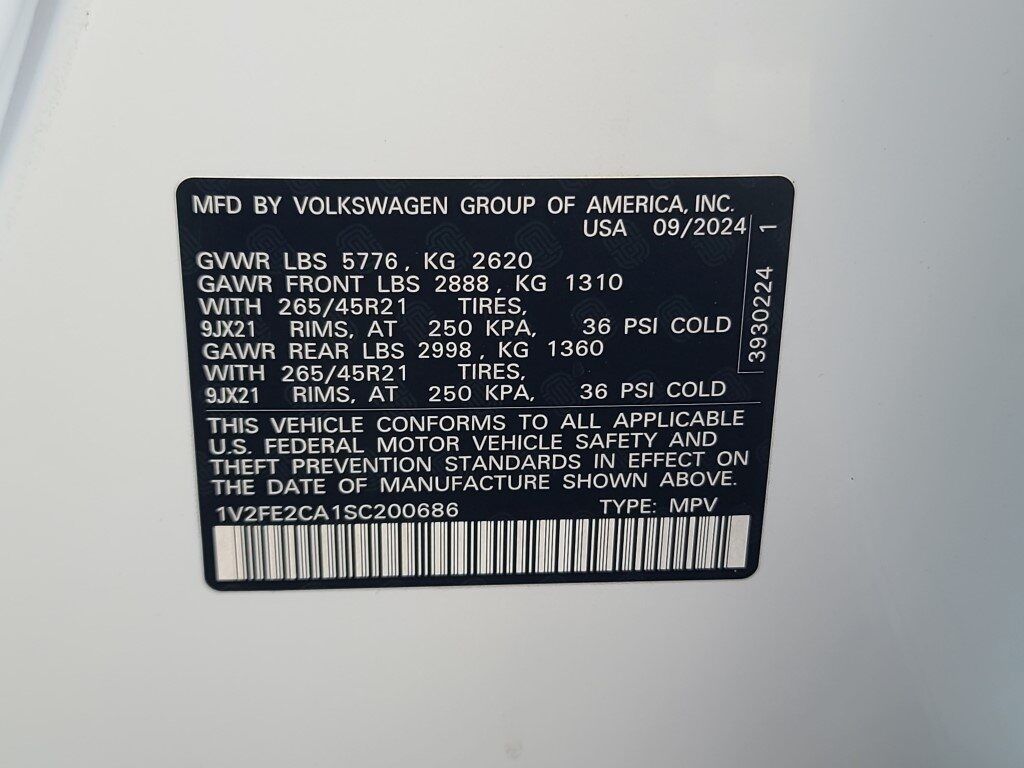 MFD BY VOLKSWAGEN GROUP OF AMERICA, INC.
USA 09/2024
GVWR LBS 5776, KG 2620
GAWR FRONT LBS 2888, KG 1310
WITH 265/45R21 TIRES,
9JX21 RIMS, AT 250 KPA, 36 PSI COLD
GAWR REAR LBS 2998, KG 1360
WITH 265/45R21 TIRES,
9JX21 RIMS, AT 250 KPA, 36 PSI COLD
3930224 1
THIS VEHICLE CONFORMS TO ALL APPLICABLE
U.S. FEDERAL MOTOR VEHICLE SAFETY AND
THEFT PREVENTION STANDARDS IN EFFECT ON
THE DATE OF MANUFACTURE SHOWN ABOVE.
1V2FE2CA1SC200686 TYPE: MPV